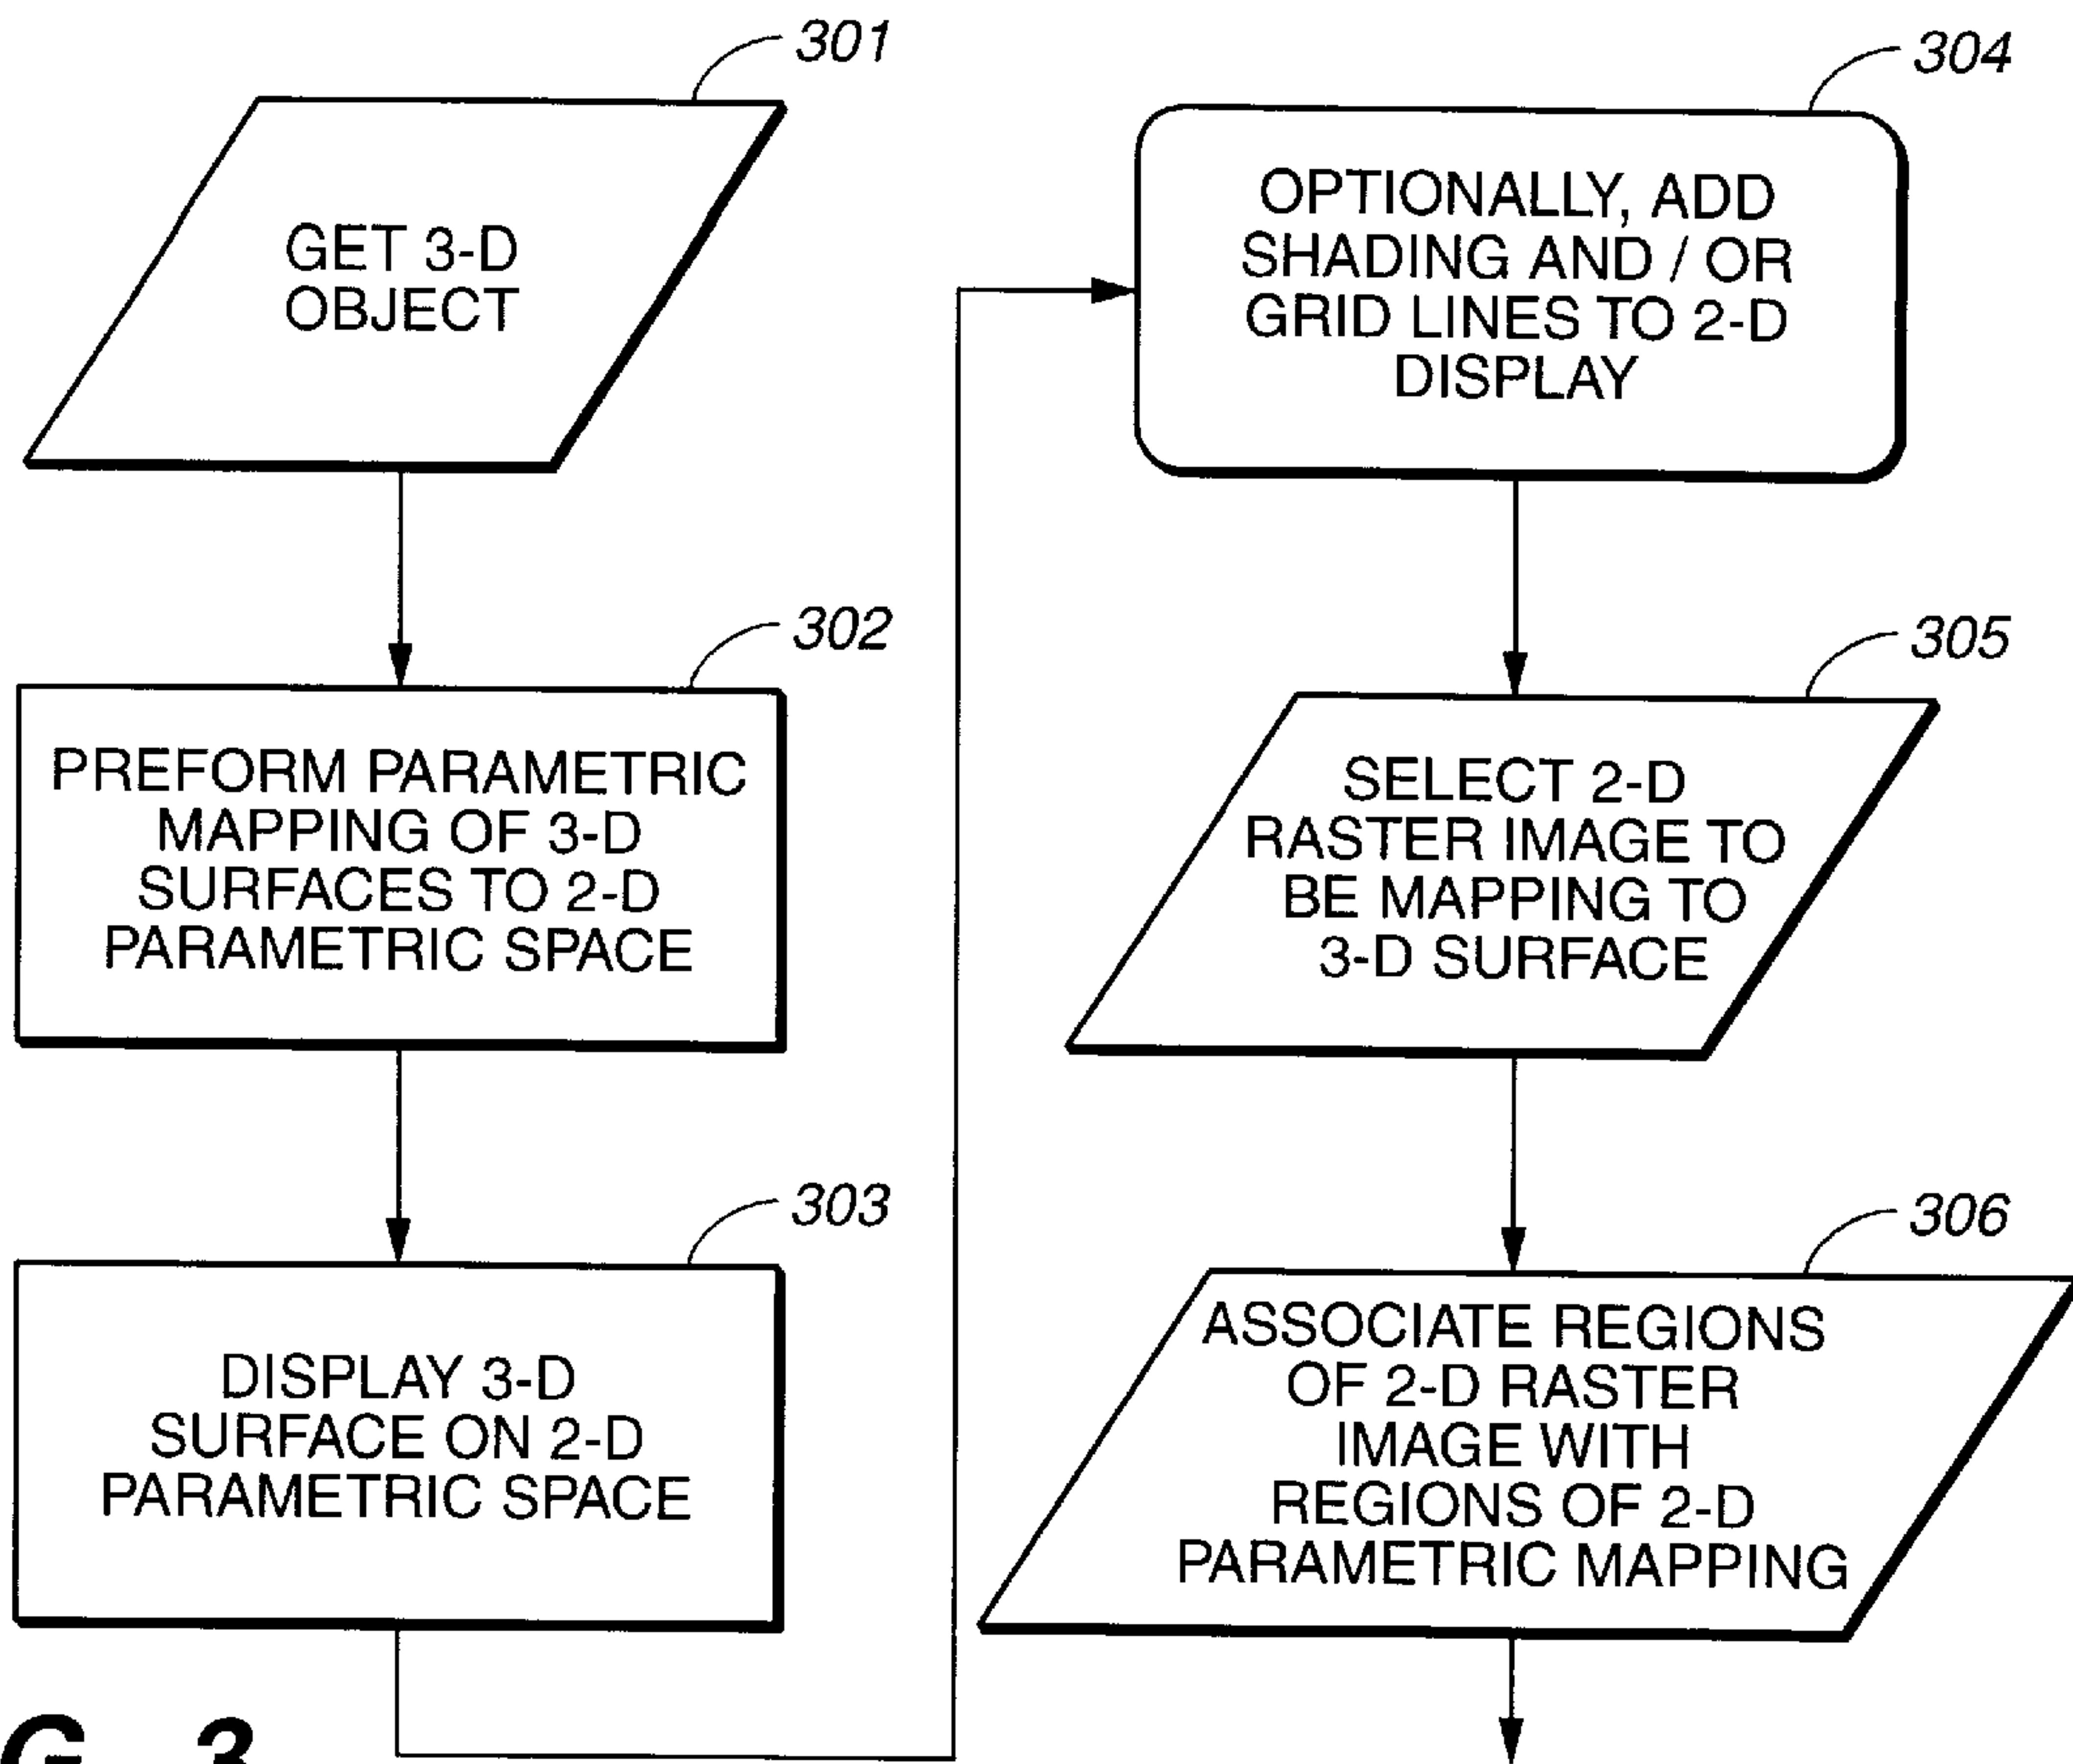 301
GET 3-D
OBJECT
302
PREFORM PARAMETRIC
MAPPING OF 3-D
SURFACES TO 2-D
PARAMETRIC SPACE
303
DISPLAY 3-D
SURFACE ON 2-D
PARAMETRIC SPACE
304
OPTIONALLY, ADD
SHADING AND / OR
GRID LINES TO 2-D
DISPLAY
305
SELECT 2-D
RASTER IMAGE TO
BE MAPPING TO
3-D SURFACE
306
ASSOCIATE REGIONS
OF 2-D RASTER
IMAGE WITH
REGIONS OF 2-D
PARAMETRIC MAPPING